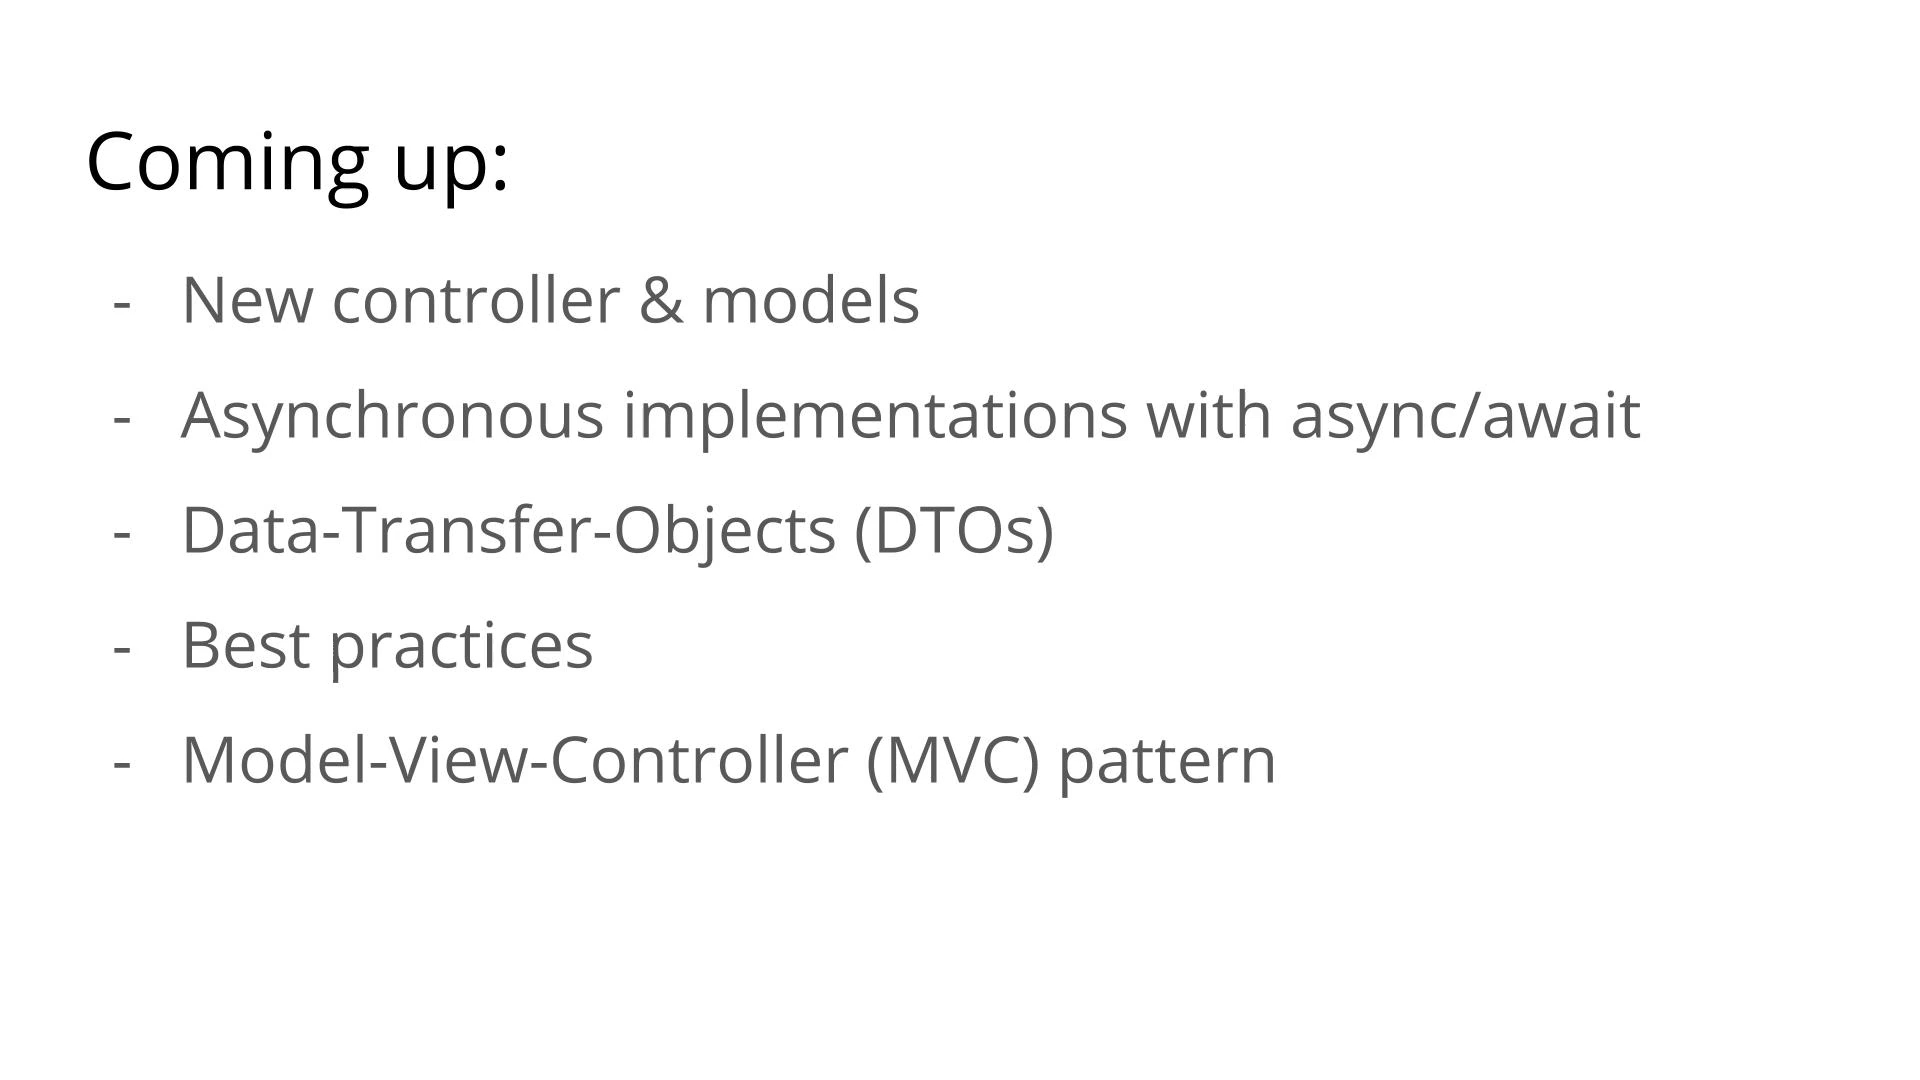 Coming up:
- New controller & models
- Asynchronous implementations with async/await
- Data-Transfer-Objects (DTOs)
- Best practices
- Model-View-Controller (MVC) pattern